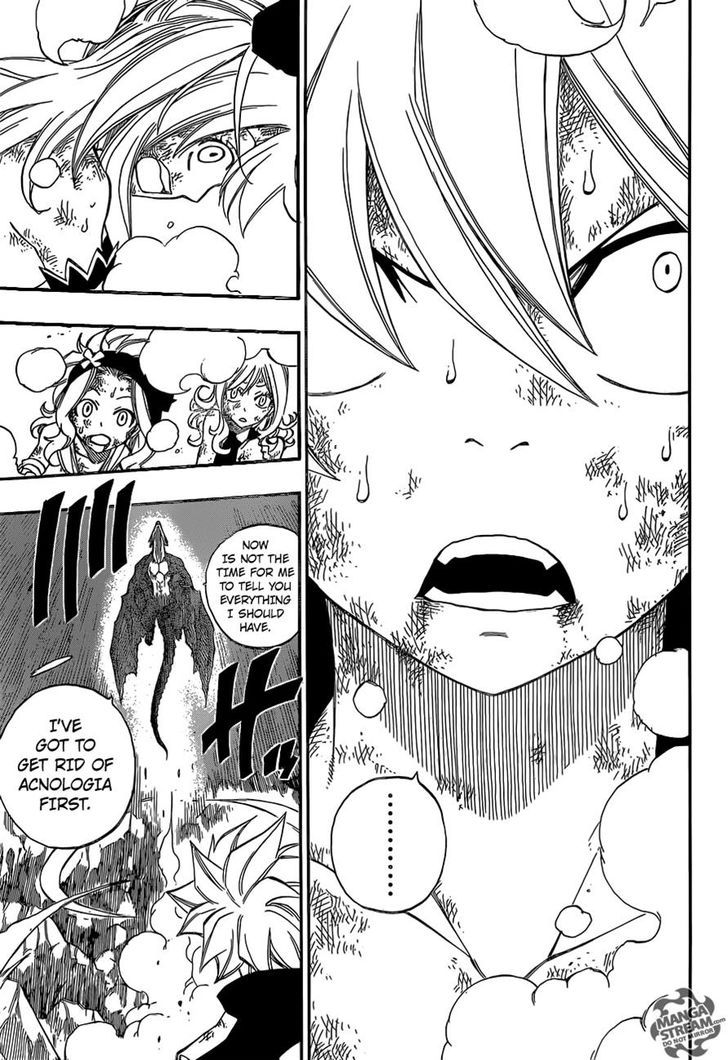 .........
NOW
IS NOT THE
TIME FOR ME
TO TELL YOU
EVERYTHING
I SHOULD
HAVE.
I'VE
GOT TO
GET RID OF
ACNOLOGIA
FIRST.
MANGA
STREAM.com
DO NOT MIRROR!